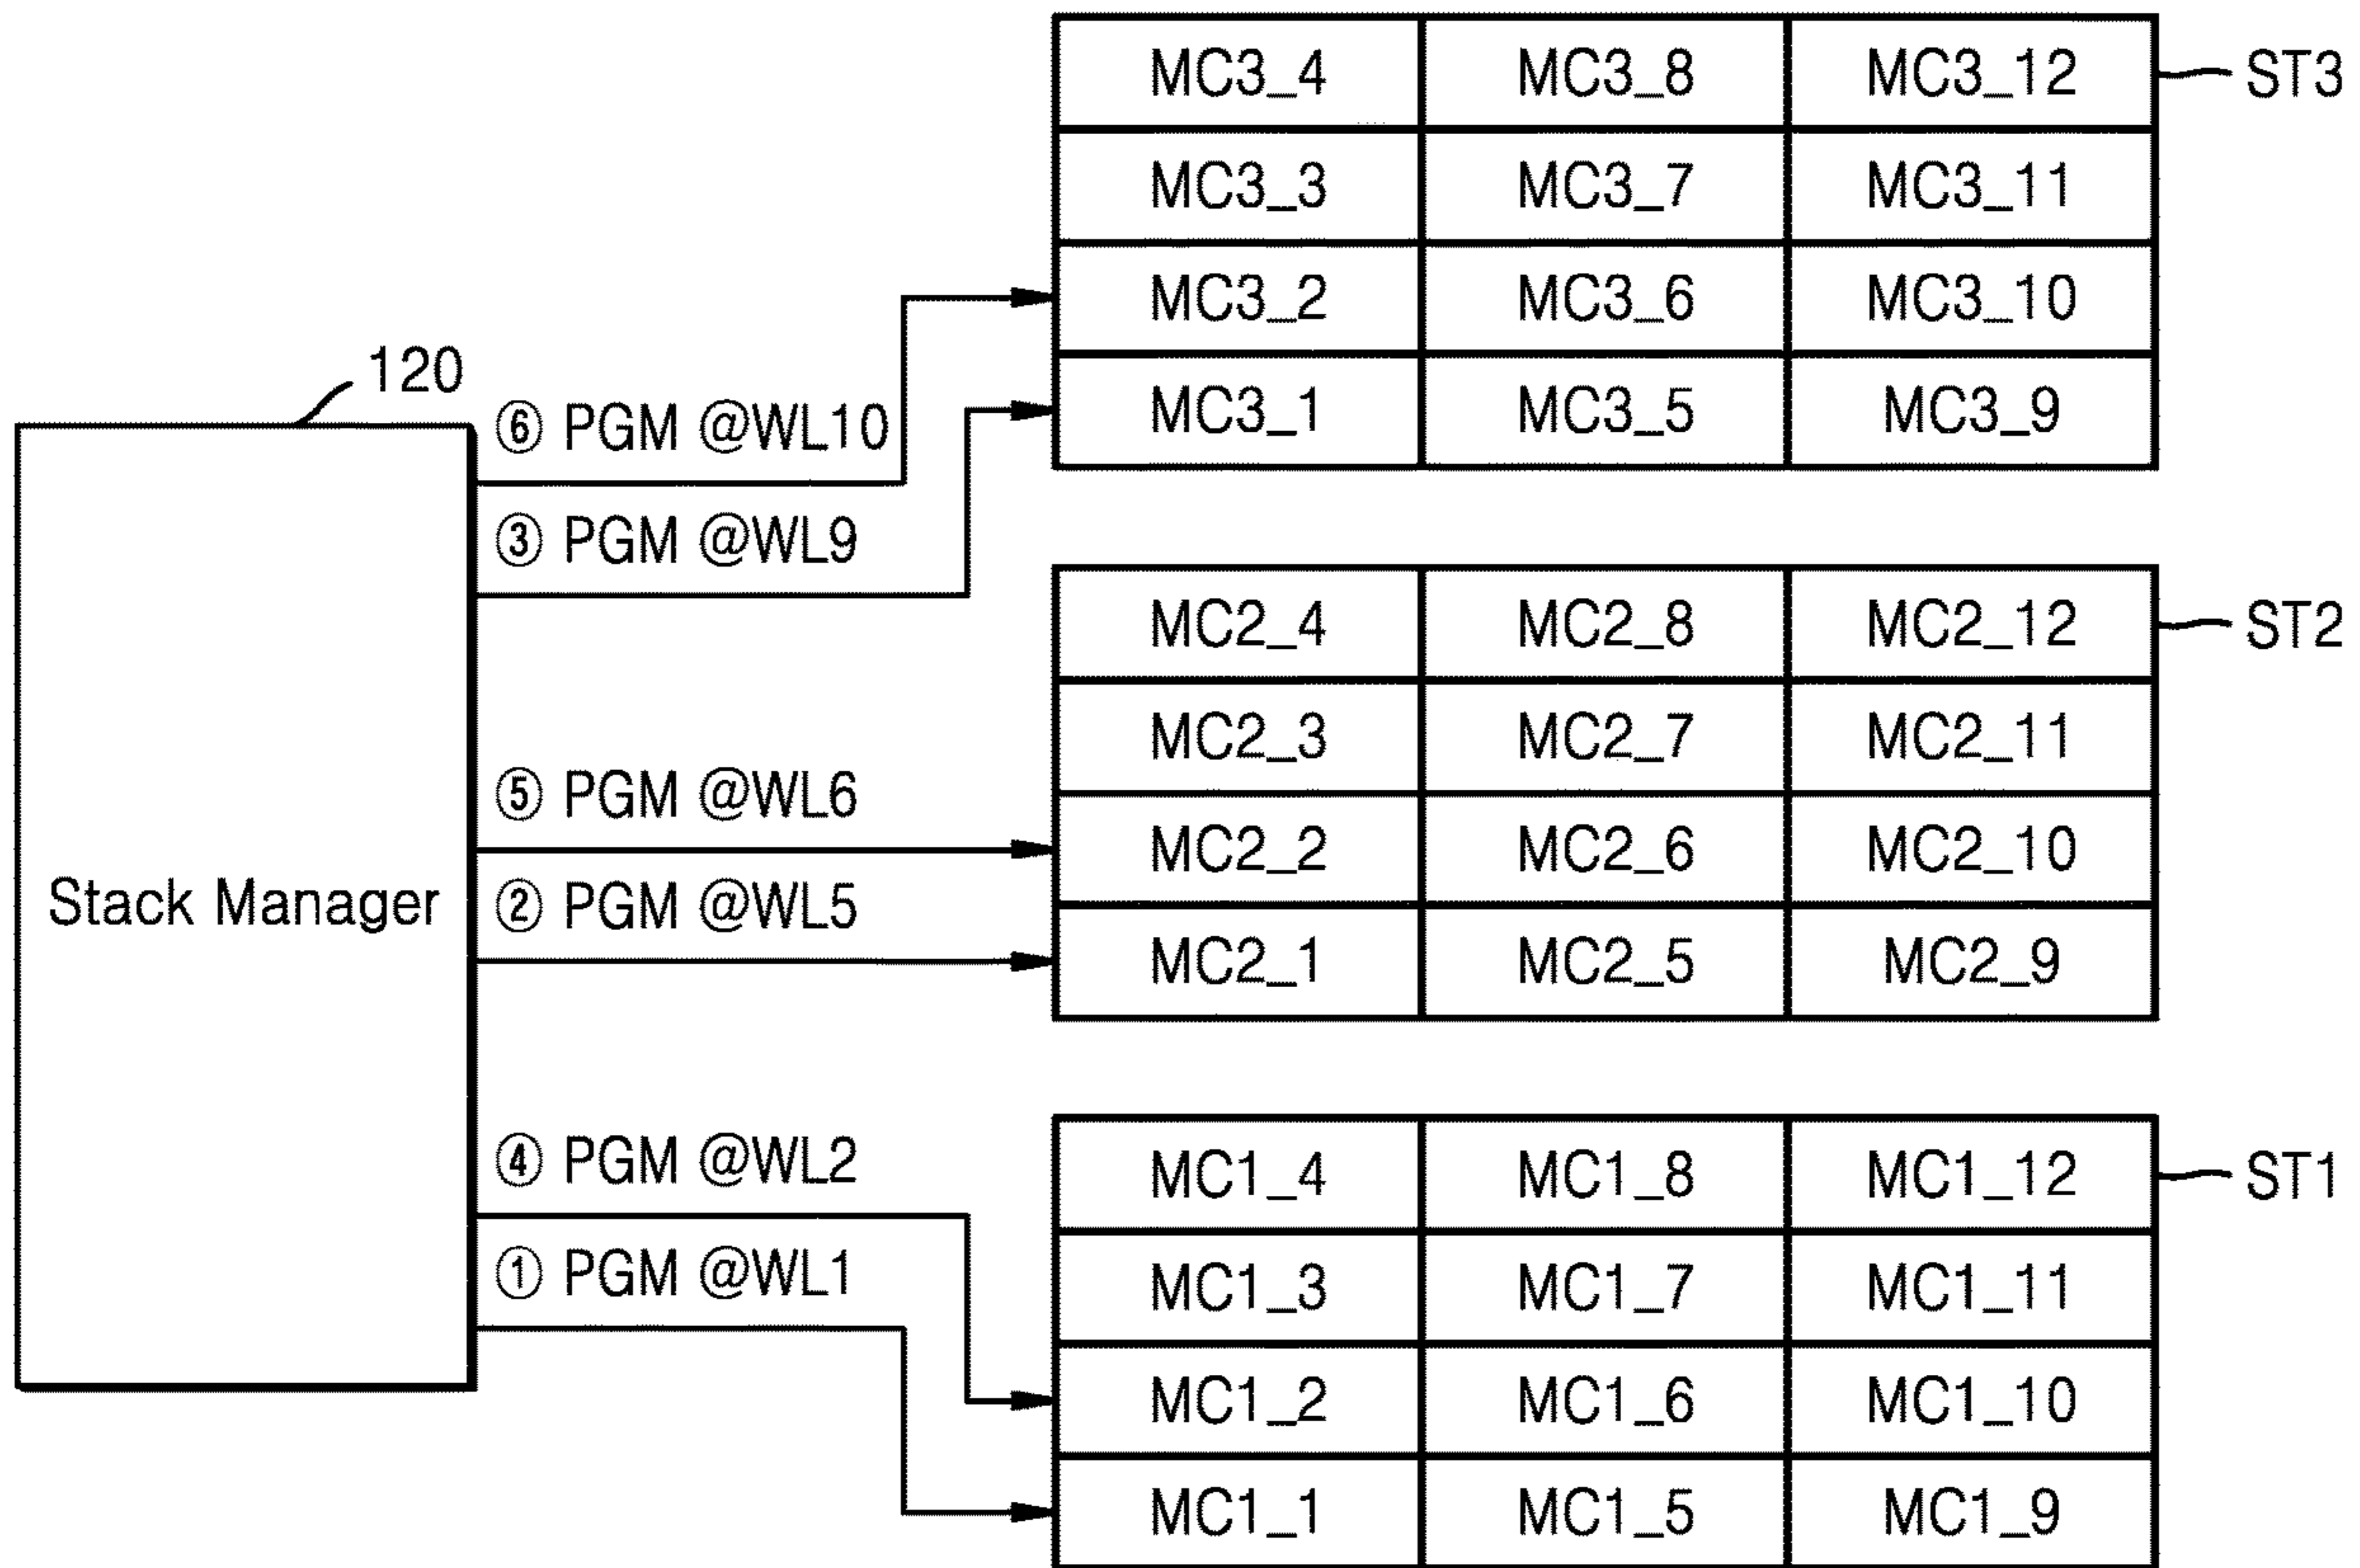 MC3_4 MC3_8 MC3_12 ST3
MC3_3 MC3_7 MC3_11
MC3_2 MC3_6 MC3_10
120
⑥ PGM @WL10
MC3_1 MC3_5 MC3_9
③ PGM @WL9
MC2_4 MC2_8 MC2_12 ST2
MC2_3 MC2_7 MC2_11
⑤ PGM @WL6
MC2_2 MC2_6 MC2_10
Stack Manager
② PGM @WL5
MC2_1 MC2_5 MC2_9
④ PGM @WL2
MC1_4 MC1_8 MC1_12 ST1
① PGM @WL1
MC1_3 MC1_7 MC1_11
MC1_2 MC1_6 MC1_10
MC1_1 MC1_5 MC1_9